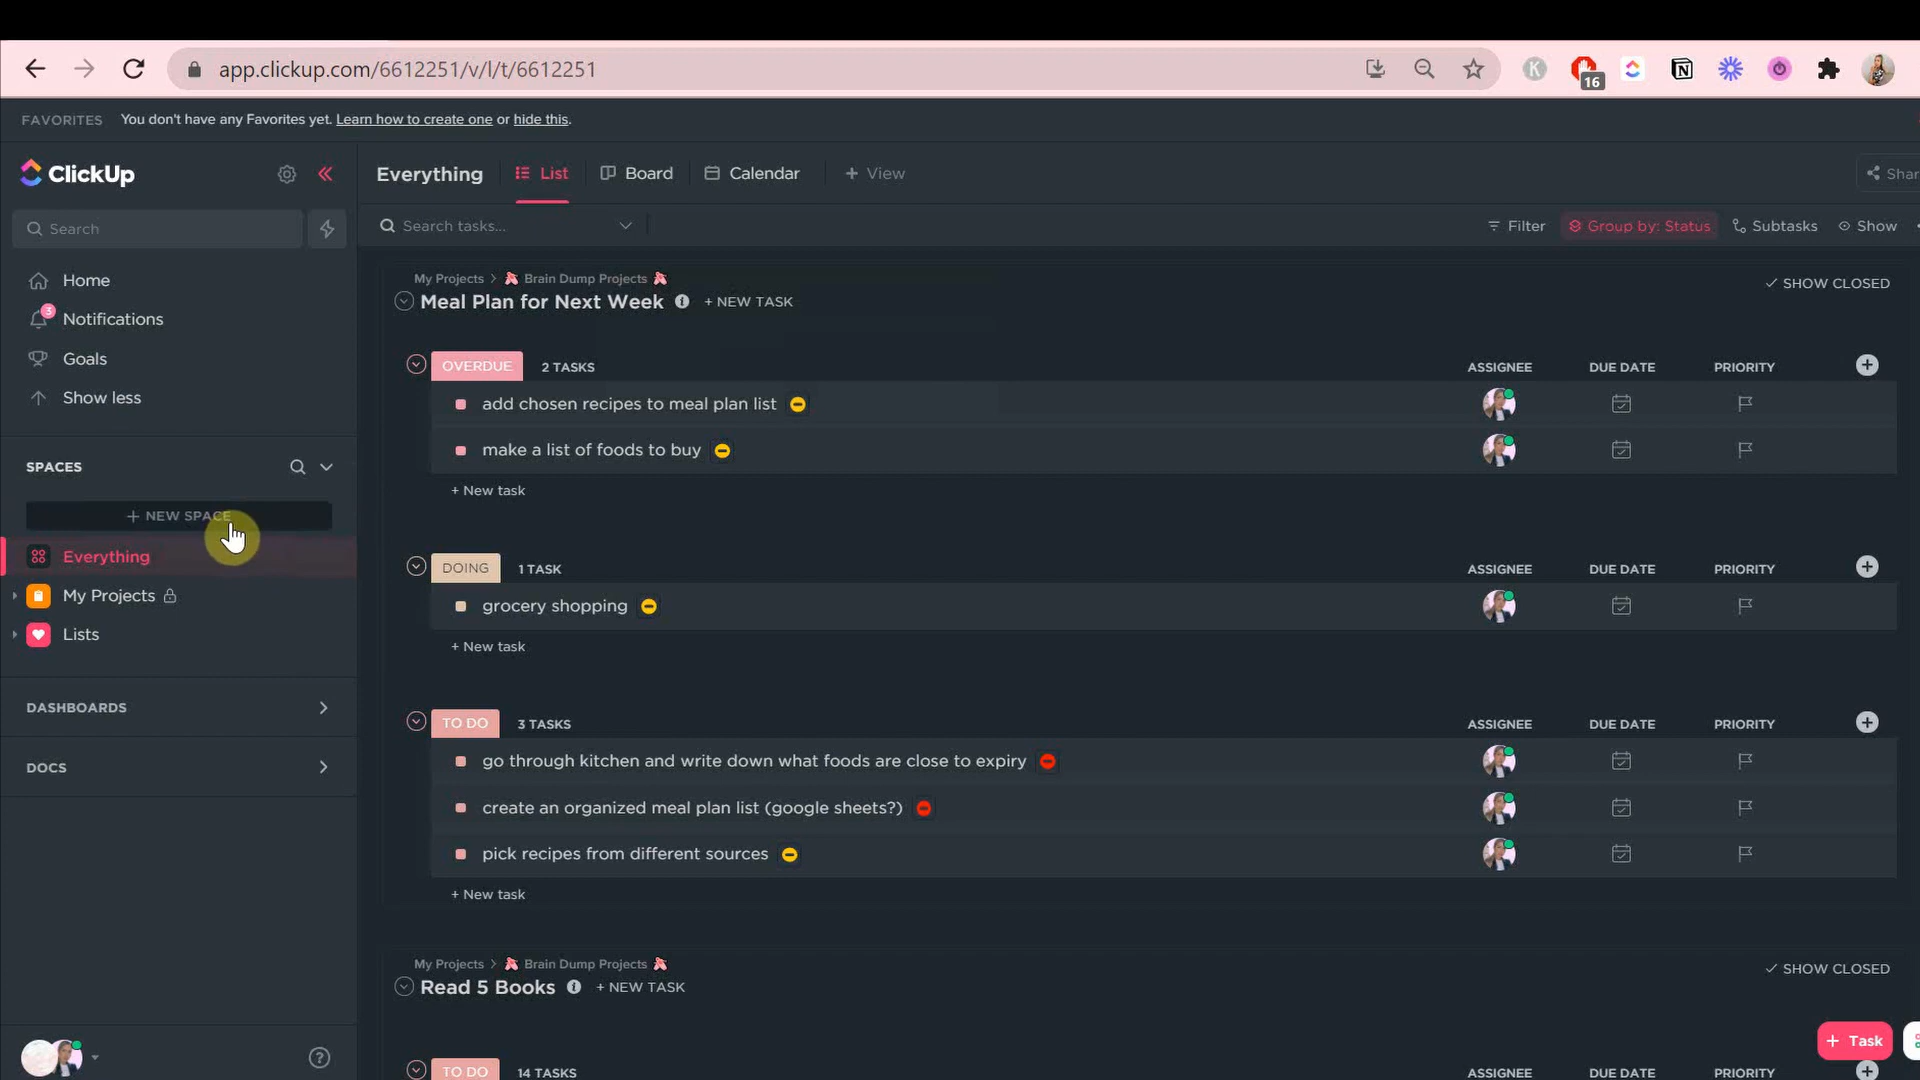 app.clickup.com/6612251/v/l/t/6612251
K
16
N
FAVORITES You don't have any Favorites yet. Learn how to create one or hide this.
ClickUp
Search
Home
3
Notifications
Goals
Show less
SPACES
+ NEW SPACE
Everything
My Projects
Lists
DASHBOARDS
DOCS
Everything List Board Calendar + View
Search tasks...
Filter Group by: Status Subtasks Show
My Projects > Brain Dump Projects
Meal Plan for Next Week + NEW TASK
SHOW CLOSED
OVERDUE 2 TASKS ASSIGNEE DUE DATE PRIORITY
add chosen recipes to meal plan list
make a list of foods to buy
+ New task
DOING 1 TASK ASSIGNEE DUE DATE PRIORITY
grocery shopping
+ New task
TO DO 3 TASKS ASSIGNEE DUE DATE PRIORITY
go through kitchen and write down what foods are close to expiry
create an organized meal plan list (google sheets?)
pick recipes from different sources
+ New task
My Projects > Brain Dump Projects
Read 5 Books + NEW TASK
SHOW CLOSED
+ Task
TO DO 14 TASKS ASSIGNEE DUE DATE PRIORITY